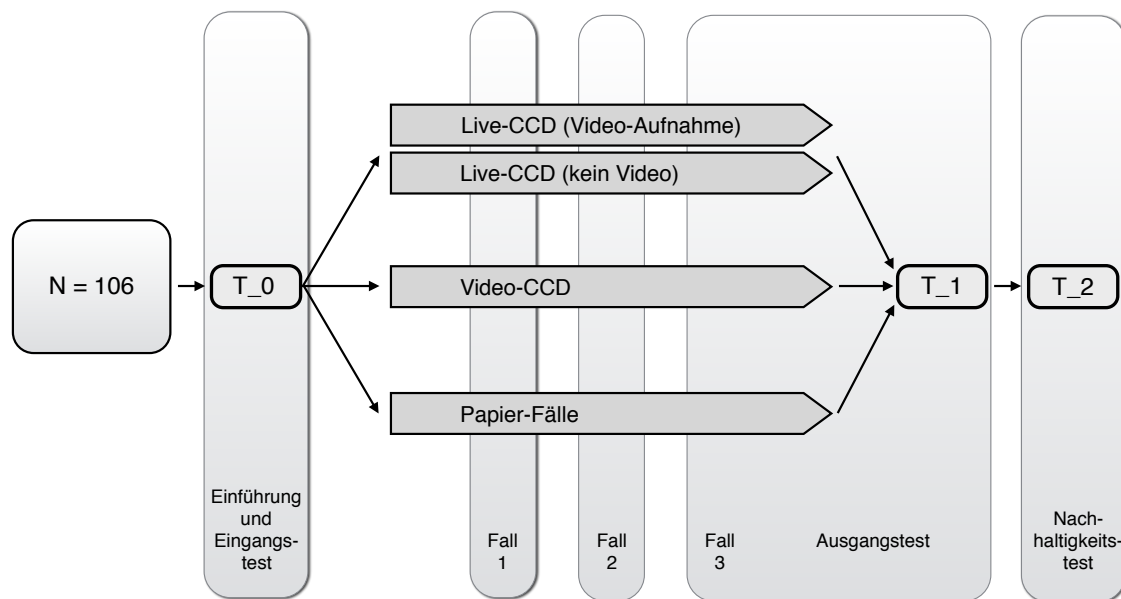 Live-CCD (Video-Aufnahme)
Live-CCD (kein Video)
N = 106
T_0
Video-CCD
T_1
T_2
Papier-Fälle
Einführung
und
Eingangs-
test
Fall
1
Fall
2
Fall
3
Ausgangstest
Nach-
haltigkeits-
test